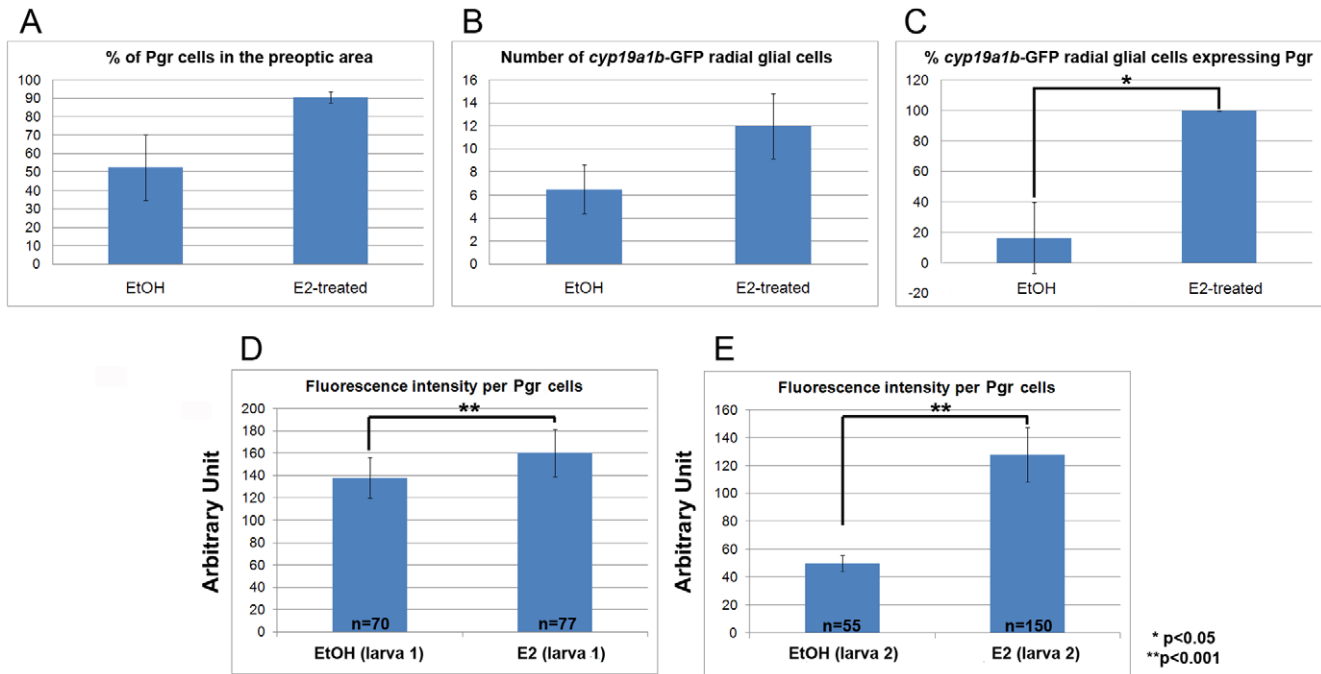 A
% of Pgr cells in the preoptic area
100
90
80
70
60
50
40
30
20
10
0
EtOH
E2-treated
B
Number of cyp19a1b-GFP radial glial cells
16
14
12
10
8
6
4
2
0
EtOH
E2-treated
C
% cyp19a1b-GFP radial glial cells expressing Pgr
120
100
80
60
40
20
0
-20
*
EtOH
E2-treated
D
Fluorescence intensity per Pgr cells
Arbitrary Unit
200
180
160
140
120
100
80
60
40
20
0
**
n=70
n=77
EtOH (larva 1)
E2 (larva 1)
E
Fluorescence intensity per Pgr cells
Arbitrary Unit
160
140
120
100
80
60
40
20
0
**
n=55
n=150
EtOH (larva 2)
E2 (larva 2)
* p<0.05
**p<0.001